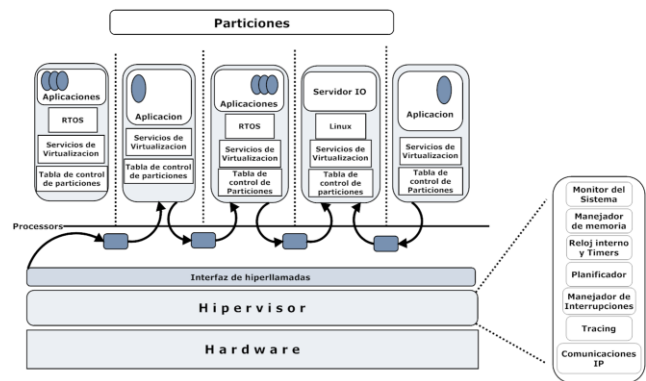 Particiones
Aplicaciones
RTOS
Servicios de
Virtualizacion
Tabla de control
de particiones
Aplicacion
Servicios de
Virtualizacion
Tabla de control
de particiones
Aplicaciones
RTOS
Servicios de
Virtualizacion
Tabla de
control de
Particiones
Servidor IO
Linux
Servicios de
Virtualizacion
Tabla de
control de
particiones
Aplicacion
Servicios de
Virtualizacion
Tabla de
control de
Particiones
Processors
Interfaz de hiperllamadas
Hipervisor
Hardware
Monitor del
Sistema
Manejador
de memoria
Reloj interno
y Timers
Planificador
Manejador de
Interrupciones
Tracing
Comunicaciones
IP